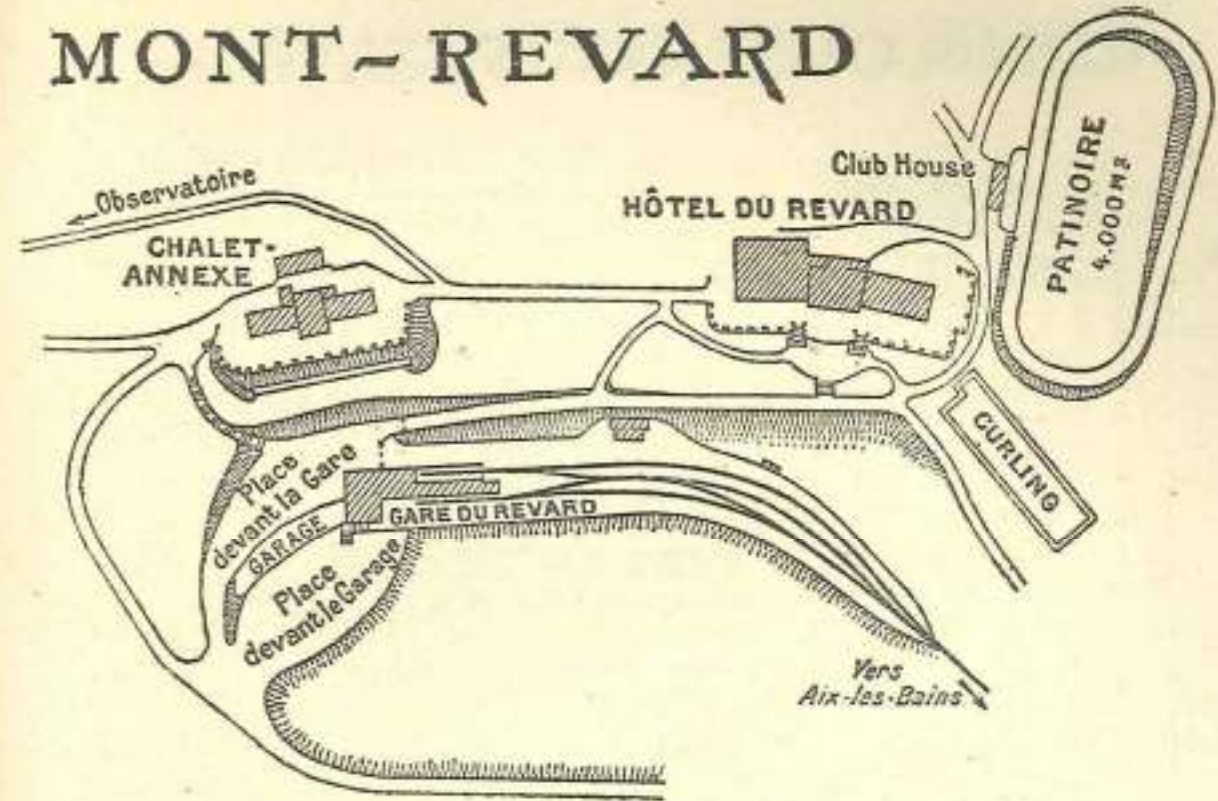 MONT-REVARD
Observatoire
CHALET-
ANNEXE
HÔTEL DU REVARD
Club House
PATINOIRE
4.000M2
CURLING
Place
devant la Gare
GARAGE
GARE DU REVARD
Place
devant le Garage
Vers
Aix-les-Bains